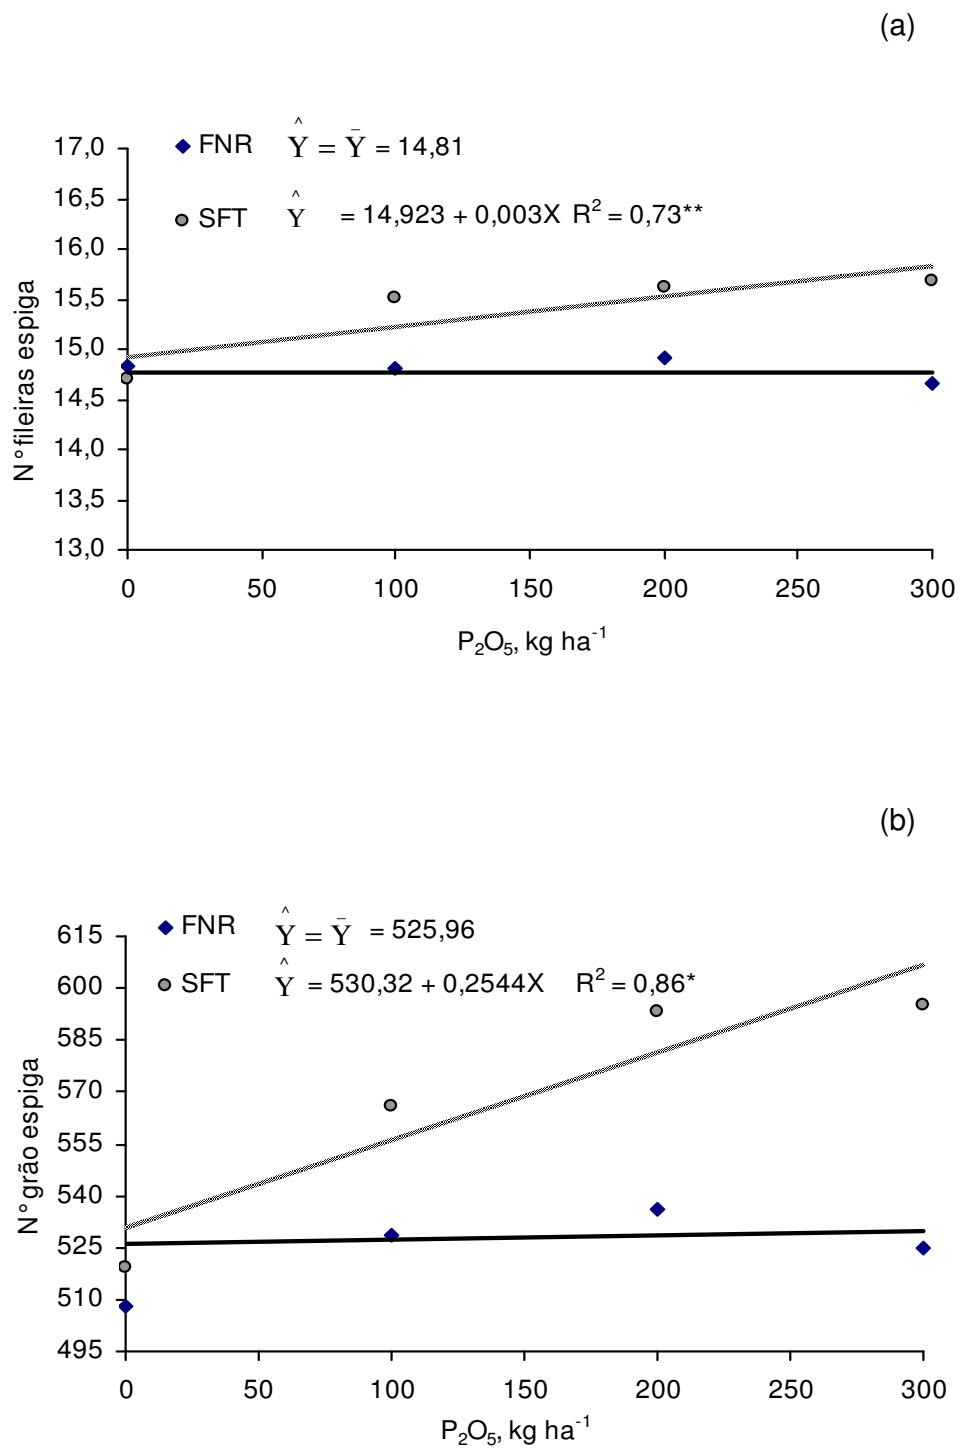 (a)
17,0
16,5
16,0
15,5
15,0
14,5
14,0
13,5
13,0
N° fileiras espiga
◆ FNR Ŷ = Ȳ = 14,81
● SFT Ŷ = 14,923 + 0,003X R² = 0,73**
0 50 100 150 200 250 300
P₂O₅, kg ha⁻¹
(b)
615
600
585
570
555
540
525
510
495
N° grão espiga
◆ FNR Ŷ = Ȳ = 525,96
● SFT Ŷ = 530,32 + 0,2544X R² = 0,86*
0 50 100 150 200 250 300
P₂O₅, kg ha⁻¹